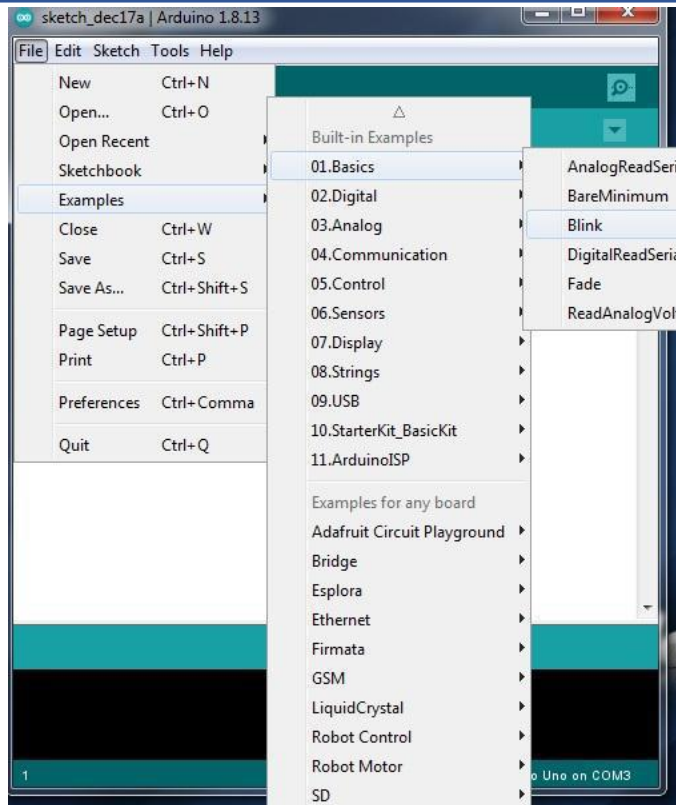 sketch_dec17a | Arduino 1.8.13
File Edit Sketch Tools Help
New Ctrl+N
Open... Ctrl+O
Open Recent
Sketchbook
Examples
Close Ctrl+W
Save Ctrl+S
Save As... Ctrl+Shift+S
Page Setup Ctrl+Shift+P
Print Ctrl+P
Preferences Ctrl+Comma
Quit Ctrl+Q
Built-in Examples
01.Basics
02.Digital
03.Analog
04.Communication
05.Control
06.Sensors
07.Display
08.Strings
09.USB
10.StarterKit_BasicKit
11.ArduinoISP
Examples for any board
Adafruit Circuit Playground
Bridge
Esplora
Ethernet
Firmata
GSM
LiquidCrystal
Robot Control
Robot Motor
SD
AnalogReadSeri
BareMinimum
Blink
DigitalReadSeria
Fade
ReadAnalogVol
1
o Uno on COM3